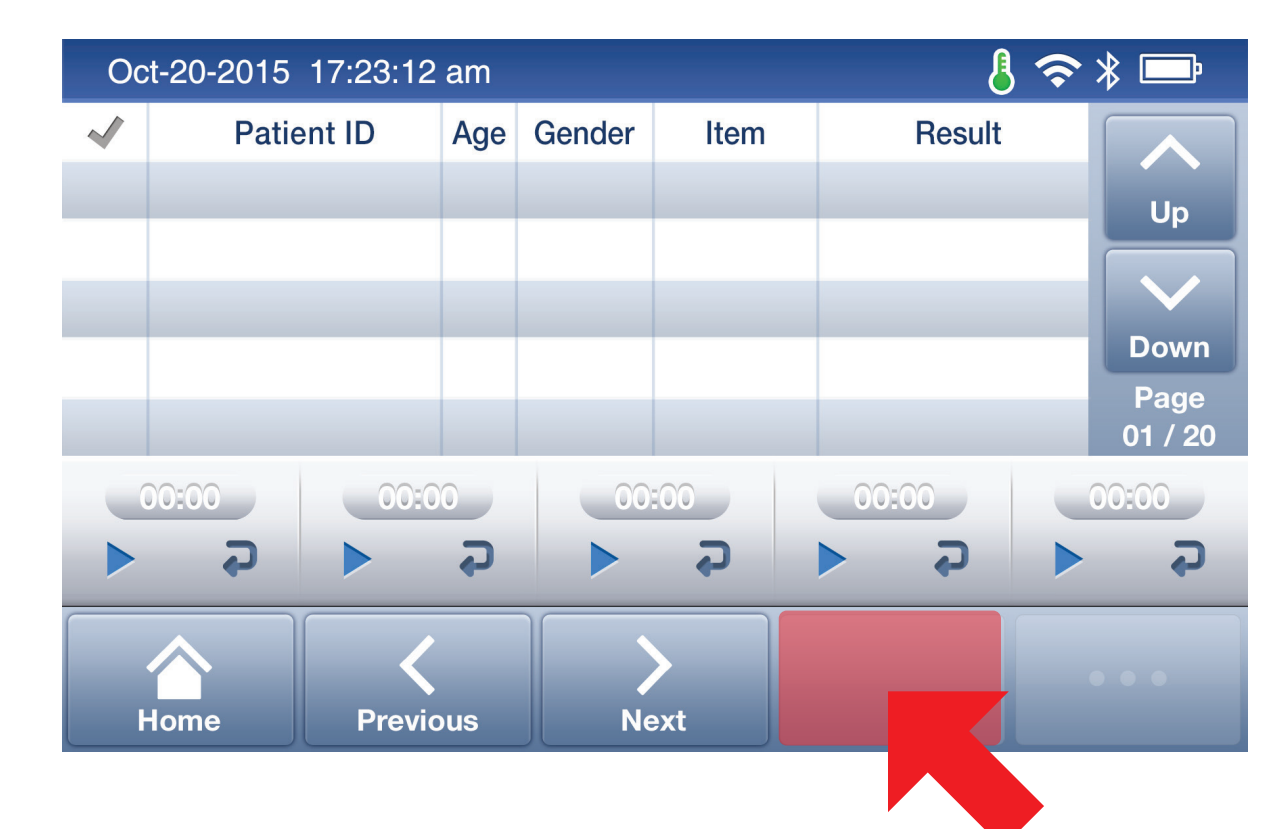 Oct-20-2015 17:23:12 am
Patient ID Age Gender Item Result
Up
Down
Page
01 / 20
00:00 00:00 00:00 00:00 00:00
Home Previous Next